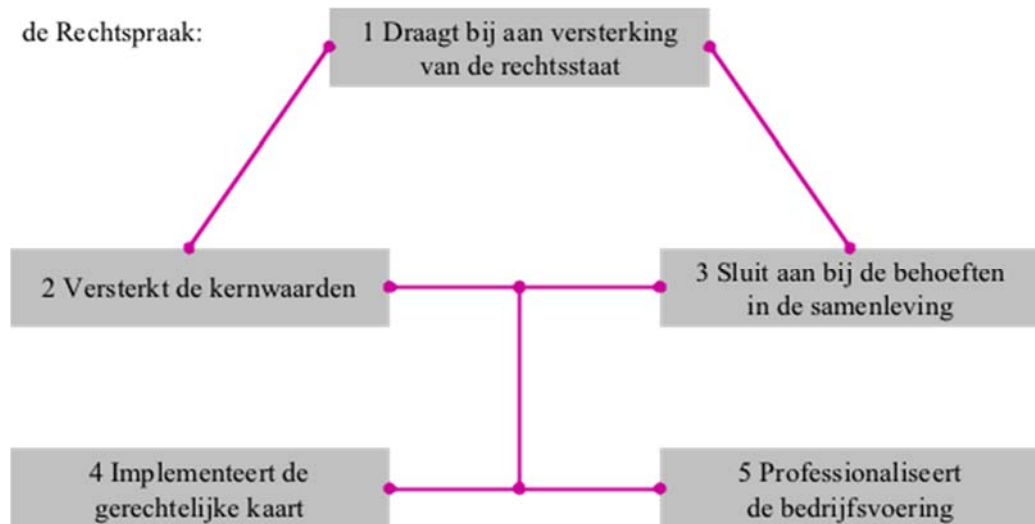 de Rechtspraak:
1 Draagt bij aan versterking
van de rechtsstaat
2 Versterkt de kernwaarden
3 Sluit aan bij de behoeften
in de samenleving
4 Implementeert de
gerechtelijke kaart
5 Professionaliseert
de bedrijfsvoering